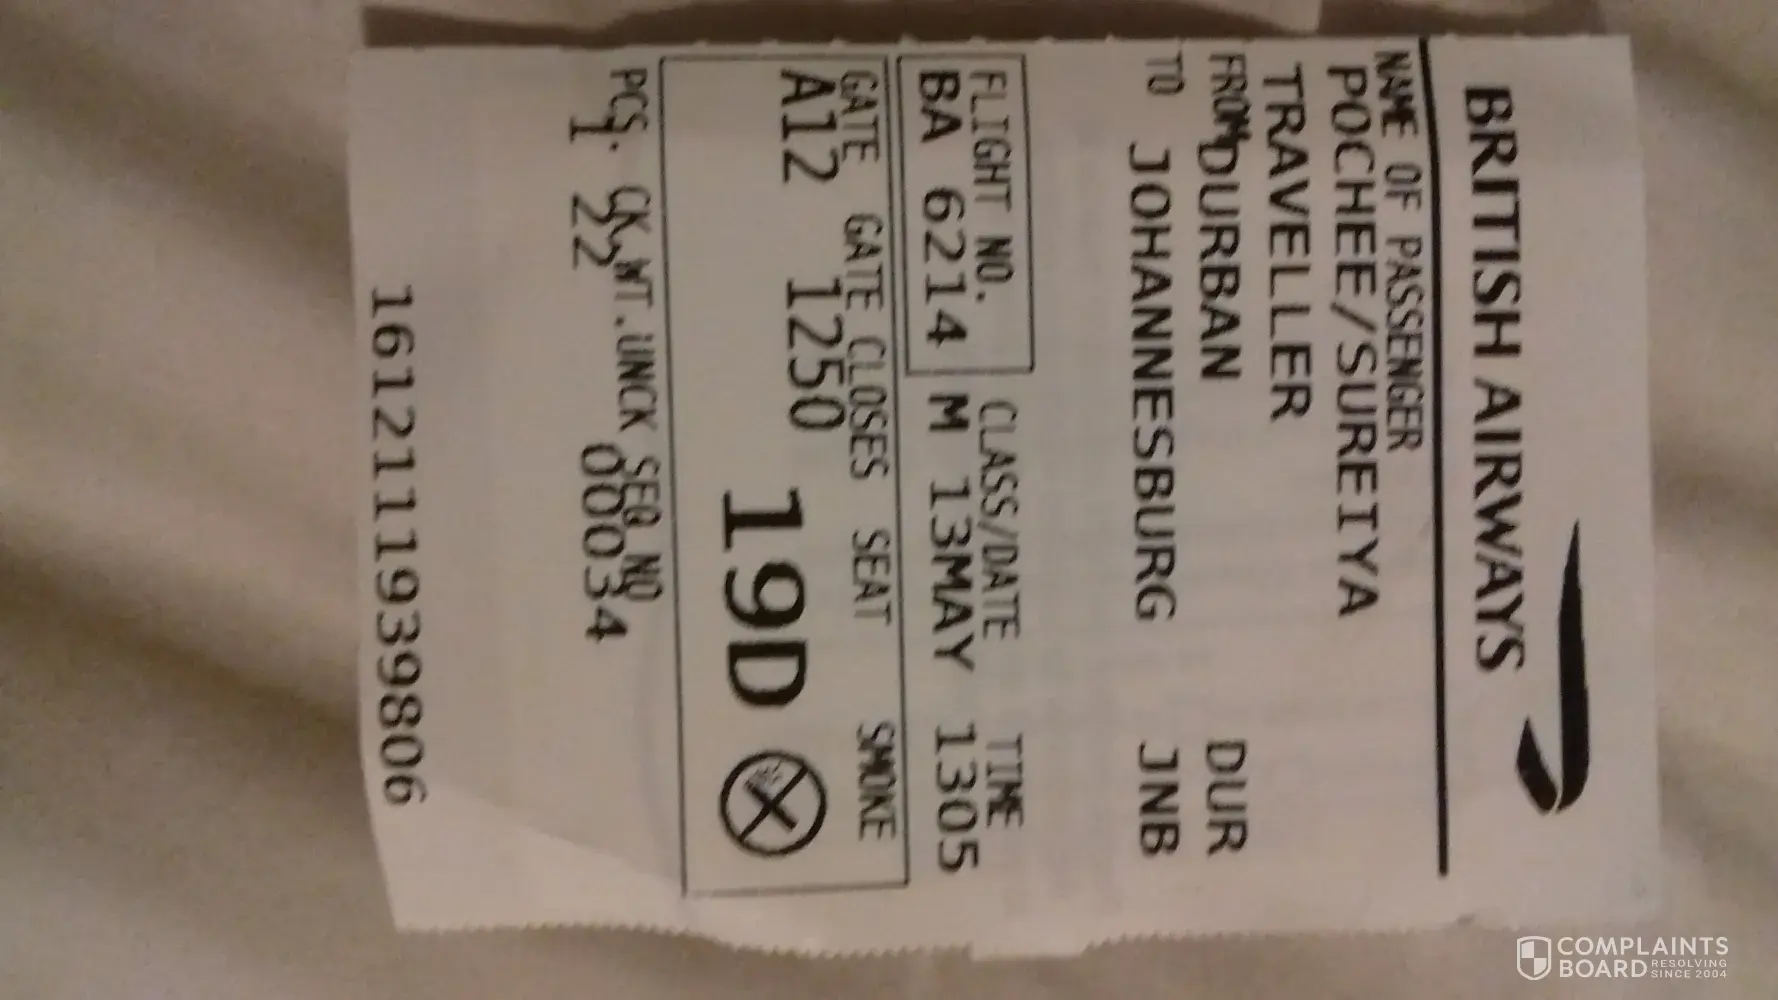 BRITISH AIRWAYS
NAME OF PASSENGER
POCHEE/SUREIYA
TRAVELLER
FROM DURBAN DUR
TO JOHANNESBURG JNB
FLIGHT NO. CLASS/DATE TIME
BA 6214 M 13MAY 1305
GATE GATE CLOSES SEAT SMOKE
A12 1250 19D
PCS. CK.WT.UNCK SEQ NO
1 22 000034
1612111939806
COMPLAINTS
BOARD RESOLVING
SINCE 2004